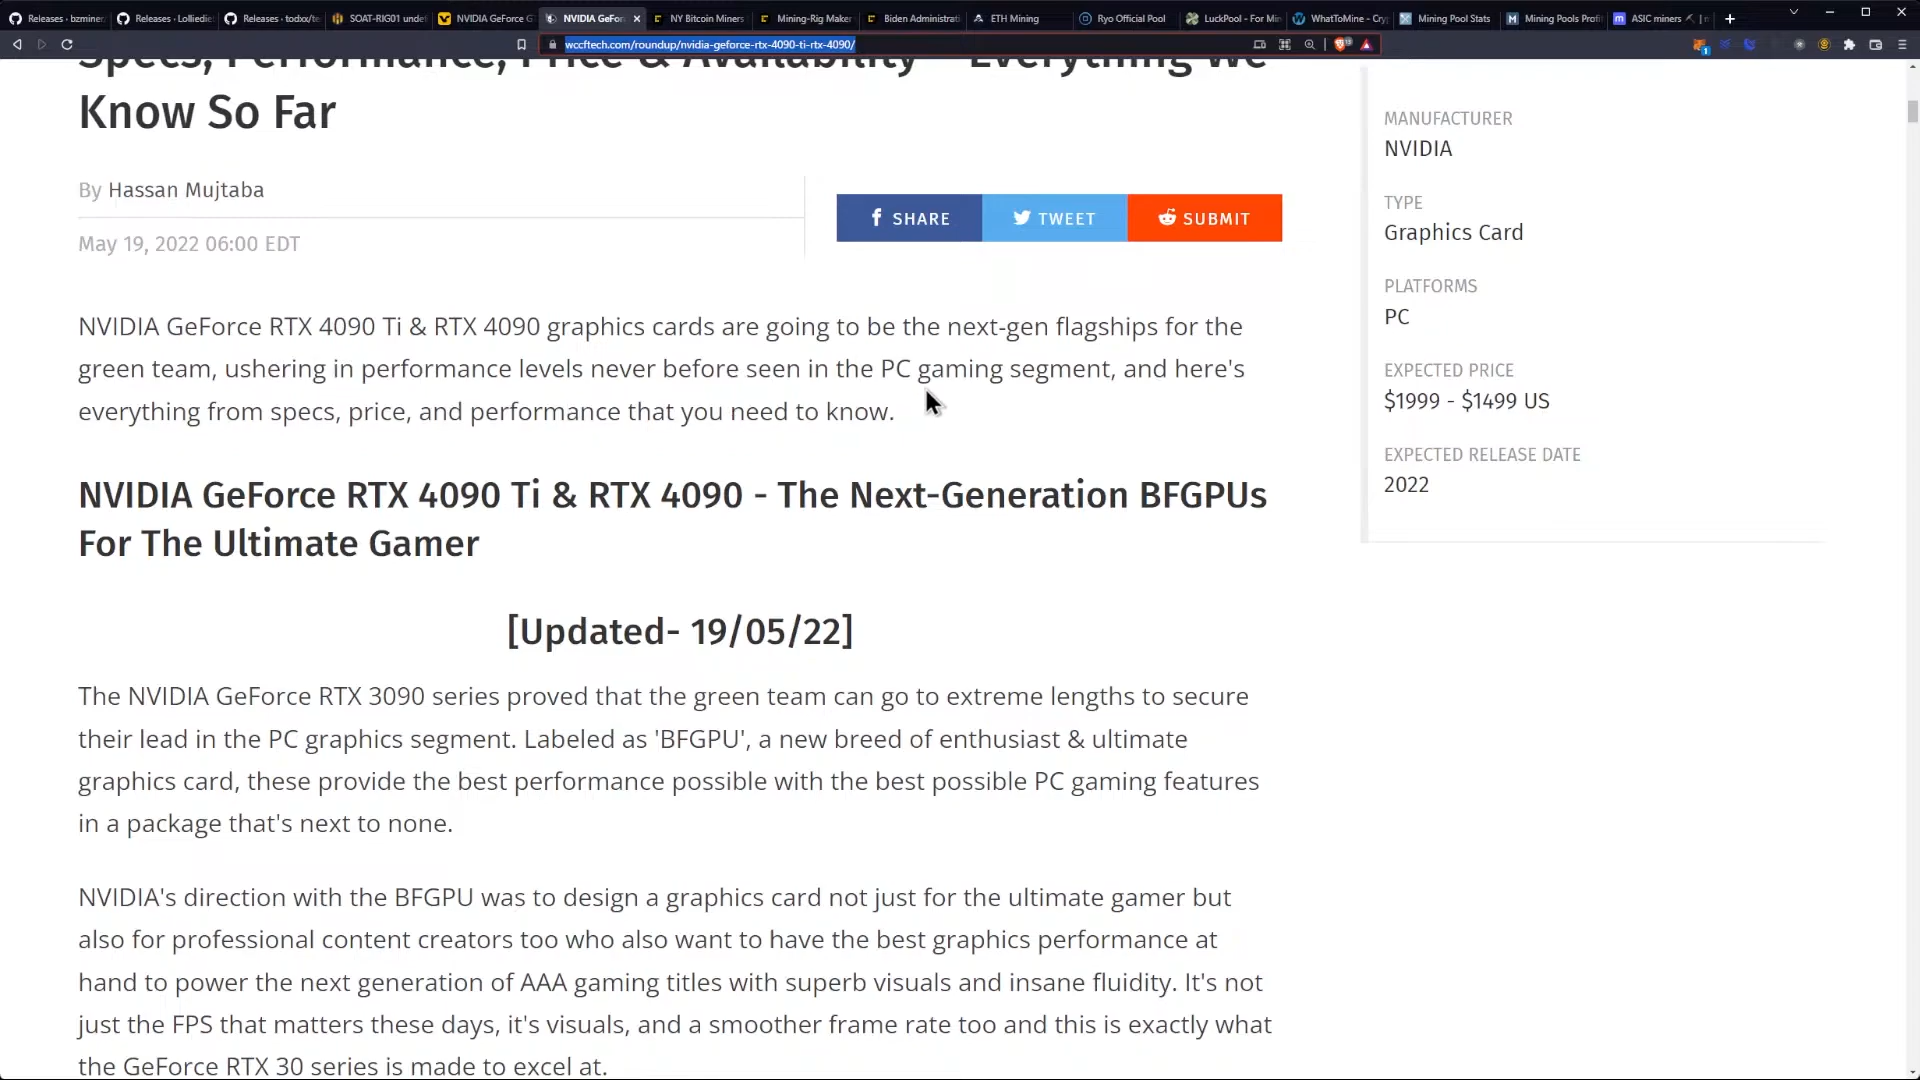 Releases · bzminer
Releases · Lolliedie
Releases · todxx/te
SOAT-RIG01 unde
NVIDIA GeForce G
NVIDIA GeFor
NY Bitcoin Miners
Mining-Rig Maker
Biden Administrati
ETH Mining
Ryo Official Pool
LuckPool - For Min
WhatToMine - Cry
Mining Pool Stats
Mining Pools Profi
ASIC miners
wccftech.com/roundup/nvidia-geforce-rtx-4090-ti-rtx-4090/
Specs, Performance, Price & Availability – Everything We
Know So Far
By Hassan Mujtaba
May 19, 2022 06:00 EDT
SHARE
TWEET
SUBMIT
NVIDIA GeForce RTX 4090 Ti & RTX 4090 graphics cards are going to be the next-gen flagships for the
green team, ushering in performance levels never before seen in the PC gaming segment, and here's
everything from specs, price, and performance that you need to know.
NVIDIA GeForce RTX 4090 Ti & RTX 4090 - The Next-Generation BFGPUs
For The Ultimate Gamer
[Updated- 19/05/22]
The NVIDIA GeForce RTX 3090 series proved that the green team can go to extreme lengths to secure
their lead in the PC graphics segment. Labeled as 'BFGPU', a new breed of enthusiast & ultimate
graphics card, these provide the best performance possible with the best possible PC gaming features
in a package that's next to none.
NVIDIA's direction with the BFGPU was to design a graphics card not just for the ultimate gamer but
also for professional content creators too who also want to have the best graphics performance at
hand to power the next generation of AAA gaming titles with superb visuals and insane fluidity. It's not
just the FPS that matters these days, it's visuals, and a smoother frame rate too and this is exactly what
the GeForce RTX 30 series is made to excel at.
MANUFACTURER
NVIDIA
TYPE
Graphics Card
PLATFORMS
PC
EXPECTED PRICE
$1999 - $1499 US
EXPECTED RELEASE DATE
2022